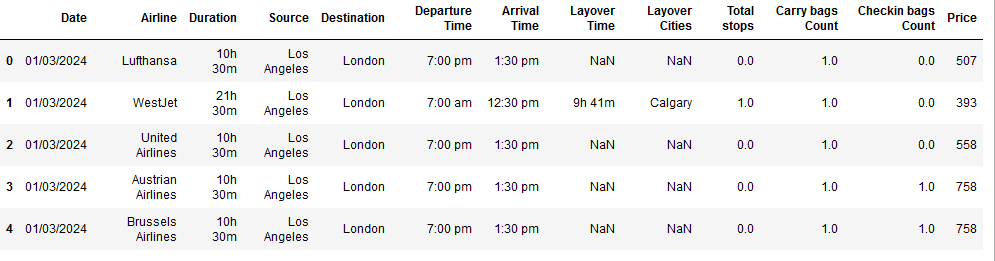 Date Airline Duration Source Destination Departure Time Arrival Time Layover Time Layover Cities Total stops Carry bags Count Checkin bags Count Price
0 01/03/2024 Lufthansa 10h 30m Los Angeles London 7:00 pm 1:30 pm NaN NaN 0.0 1.0 0.0 507
1 01/03/2024 WestJet 21h 30m Los Angeles London 7:00 am 12:30 pm 9h 41m Calgary 1.0 1.0 0.0 393
2 01/03/2024 United Airlines 10h 30m Los Angeles London 7:00 pm 1:30 pm NaN NaN 0.0 1.0 0.0 558
3 01/03/2024 Austrian Airlines 10h 30m Los Angeles London 7:00 pm 1:30 pm NaN NaN 0.0 1.0 1.0 758
4 01/03/2024 Brussels Airlines 10h 30m Los Angeles London 7:00 pm 1:30 pm NaN NaN 0.0 1.0 1.0 758